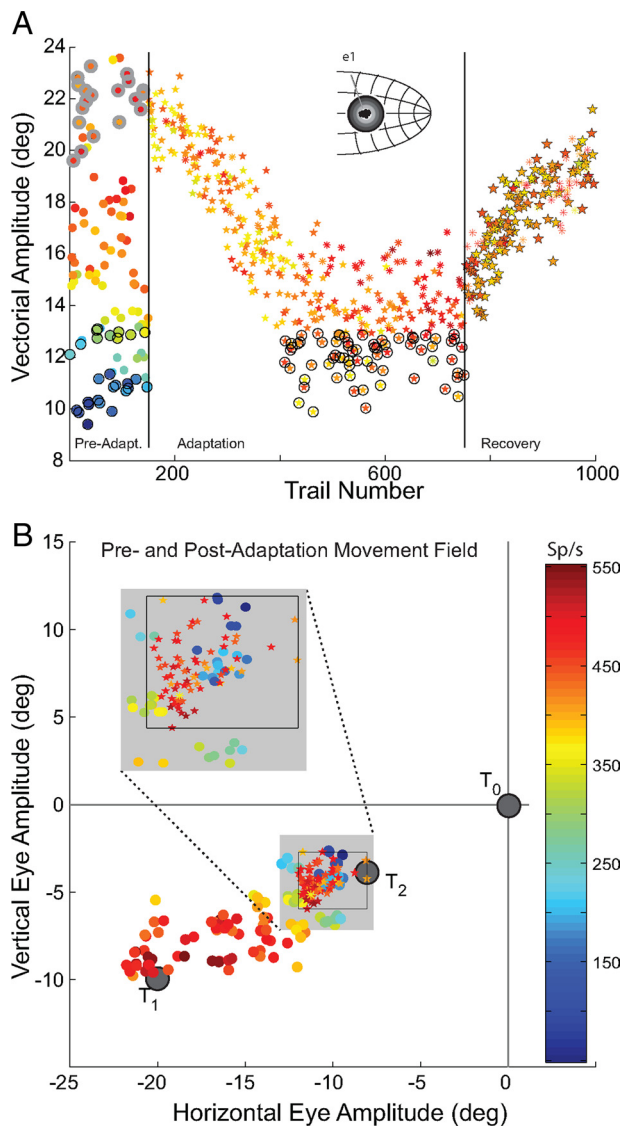 A
Vectorial Amplitude (deg)
24
22
20
18
16
14
12
10
8
e1
Pre-Adapt.
Adaptation
Recovery
200
600
1000
Trail Number
B
Pre- and Post-Adaptation Movement Field
Sp/s
Vertical Eye Amplitude (deg)
15
10
5
0
-5
-10
T0
T2
T1
550
450
350
250
150
-25
-20
-15
-10
-5
0
Horizontal Eye Amplitude (deg)